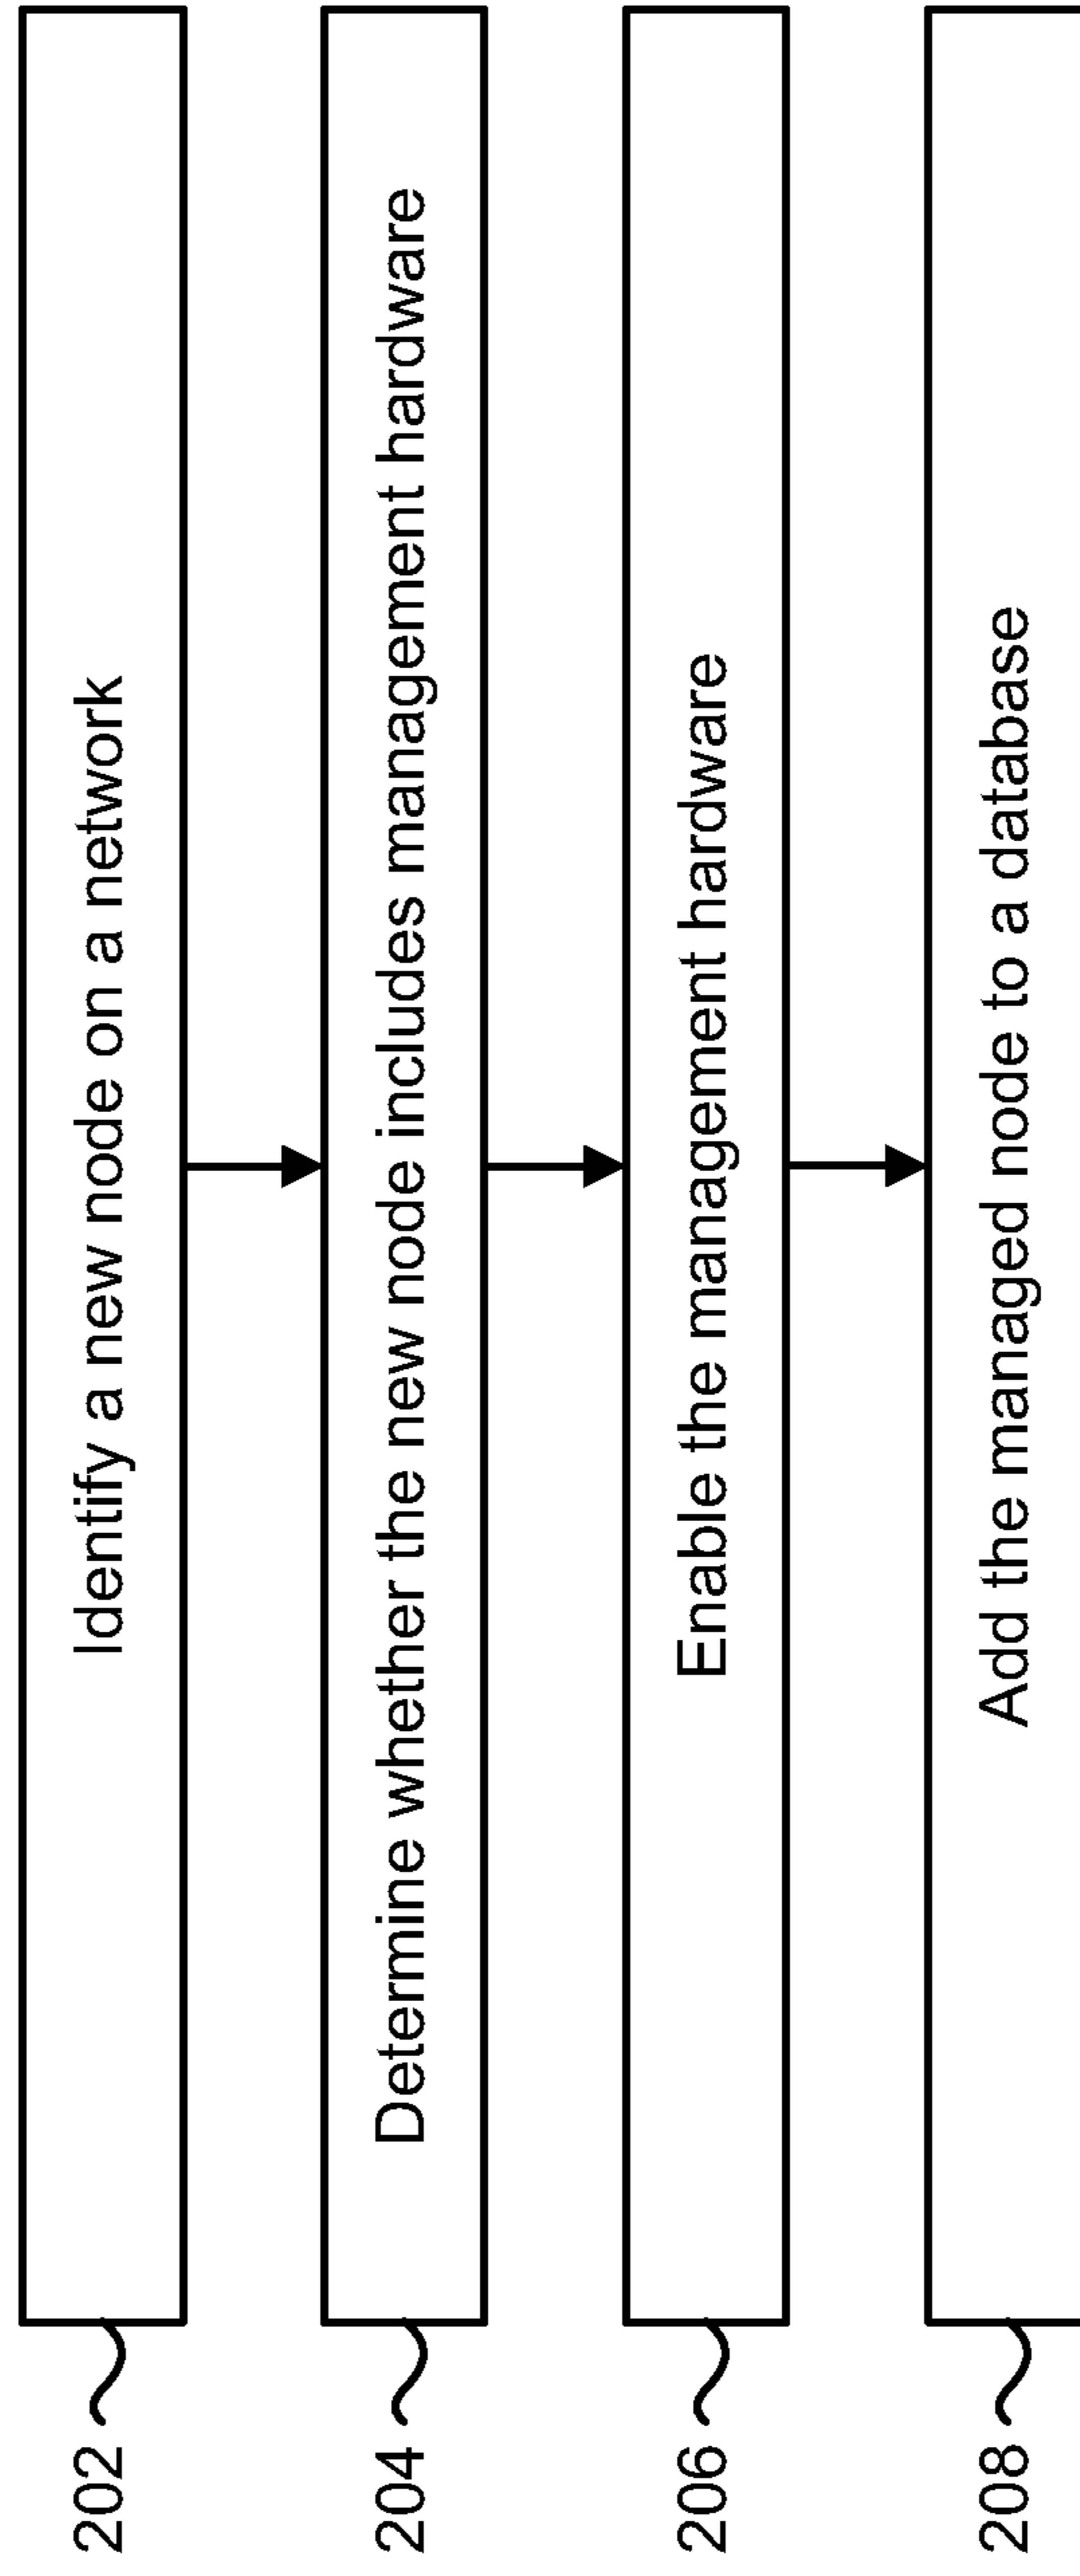 202
Identify a new node on a network
204
Determine whether the new node includes management hardware
206
Enable the management hardware
208
Add the managed node to a database